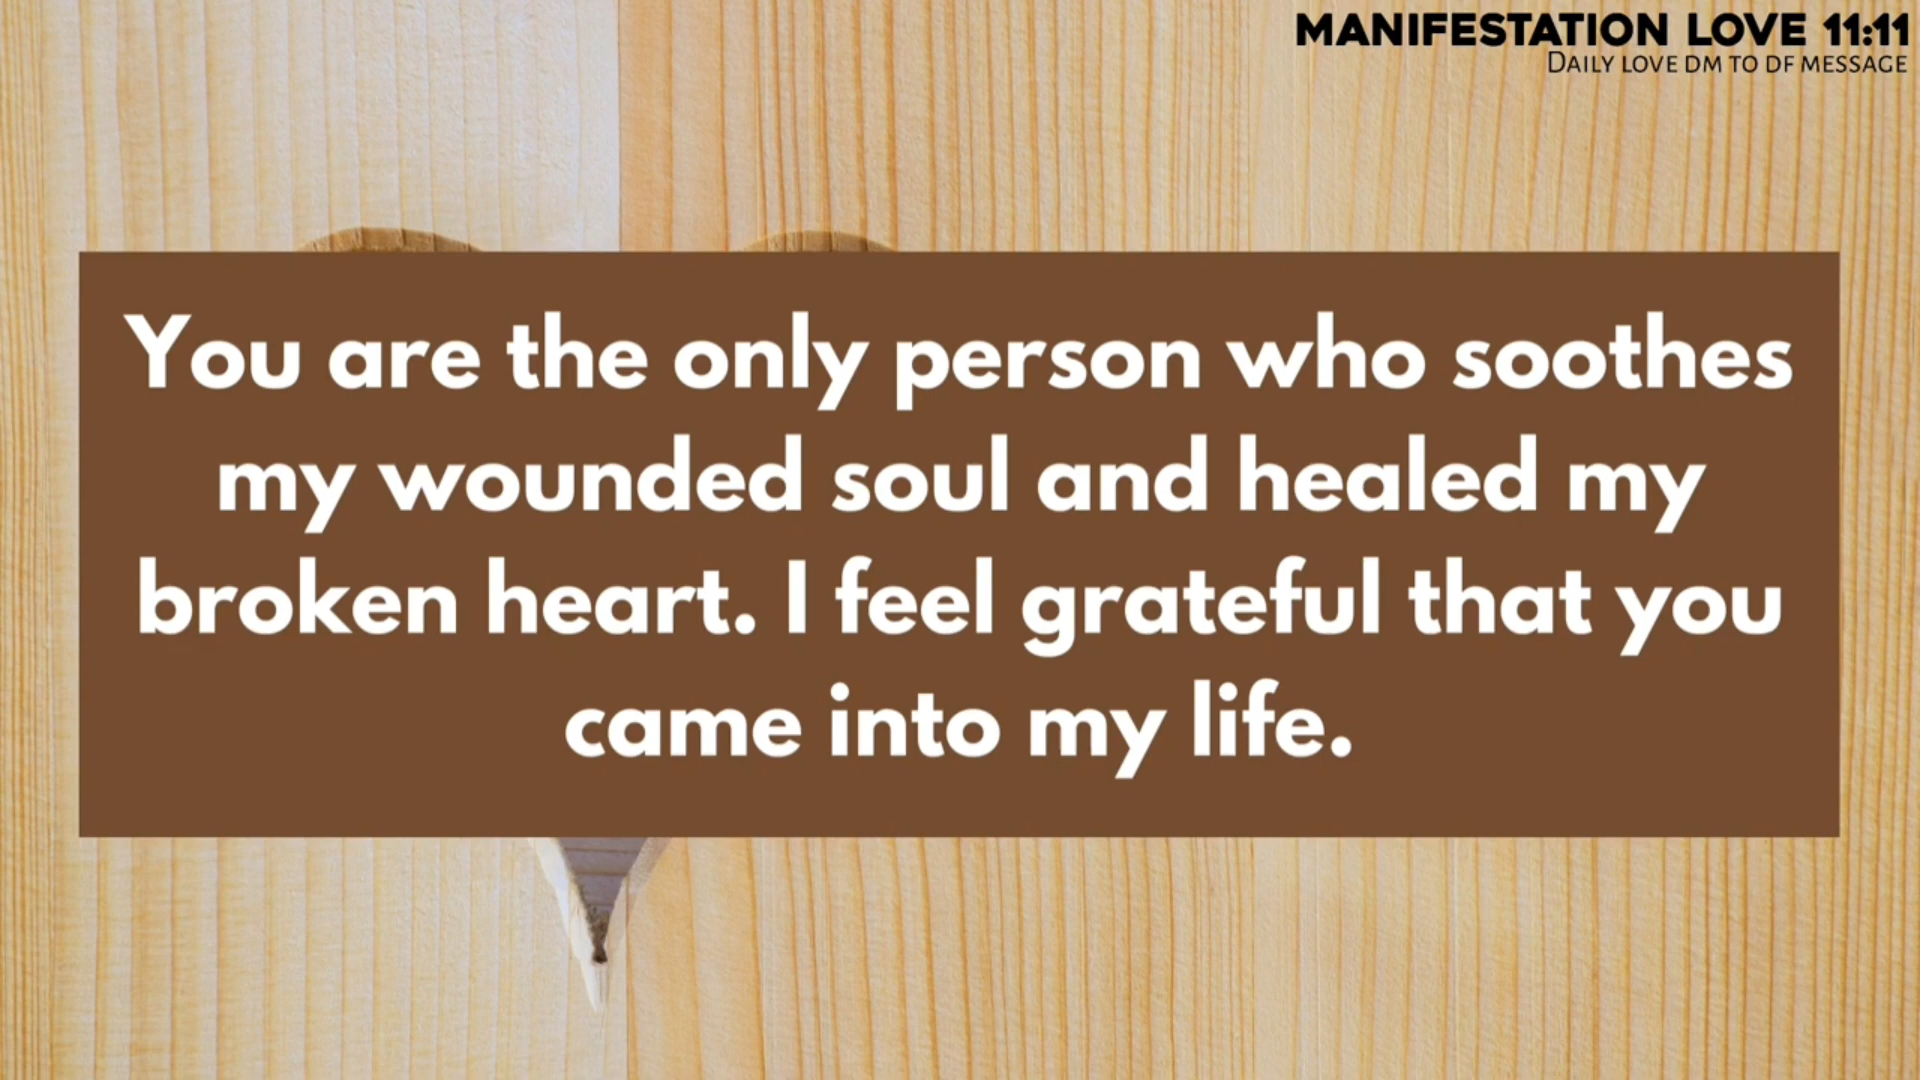 MANIFESTATION LOVE 11:11
DAILY LOVE DM TO DF MESSAGE
You are the only person who soothes
my wounded soul and healed my
broken heart. I feel grateful that you
came into my life.